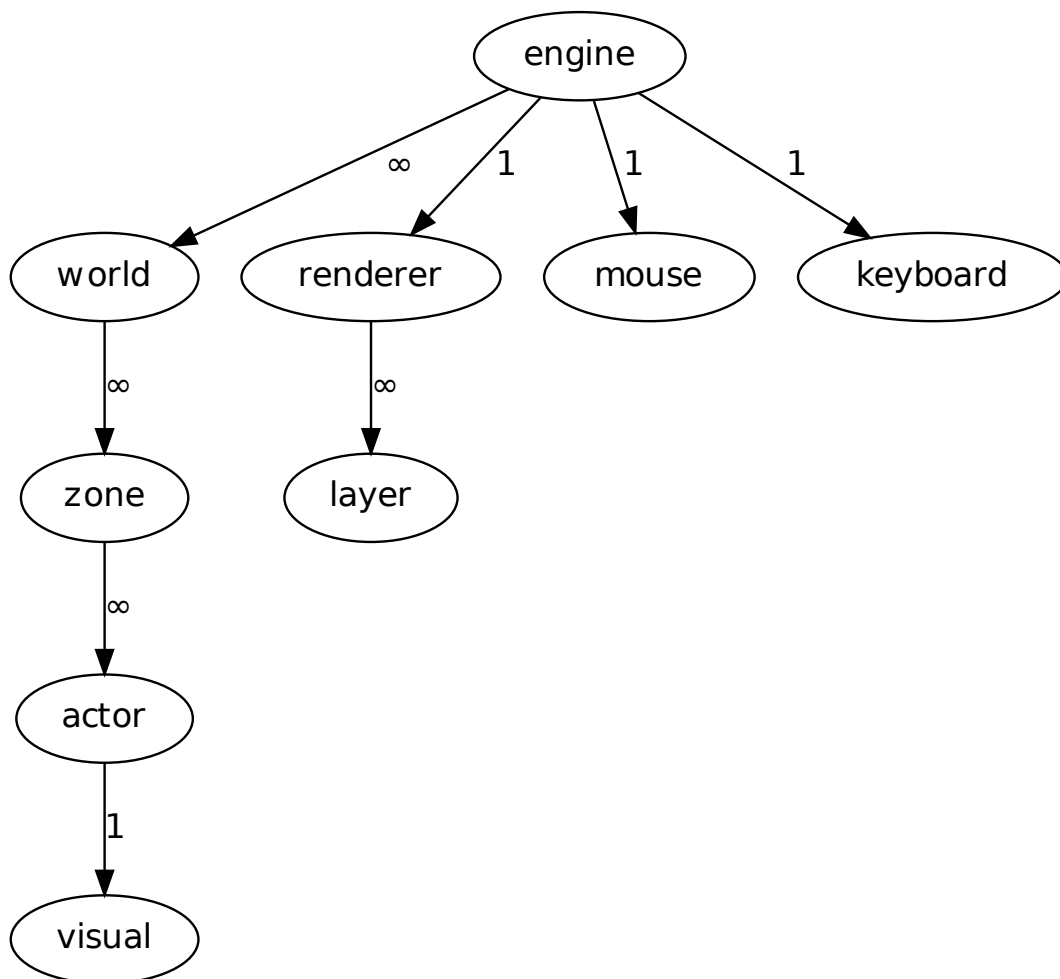 engine
∞
1
1
1
world
renderer
mouse
keyboard
∞
∞
zone
layer
∞
actor
1
visual